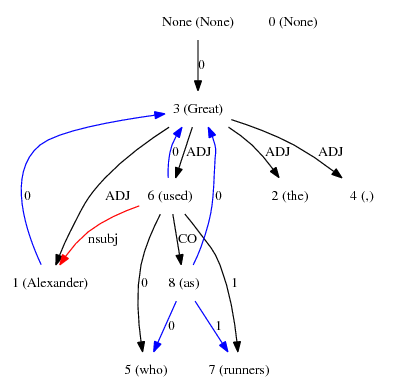 None (None) 0 (None)
0
3 (Great)
0 ADJ ADJ ADJ
0 ADJ 6 (used) 0 2 (the) 4 (,)
nsubj CO
1 (Alexander) 0 8 (as) 1
0 1
5 (who) 7 (runners)